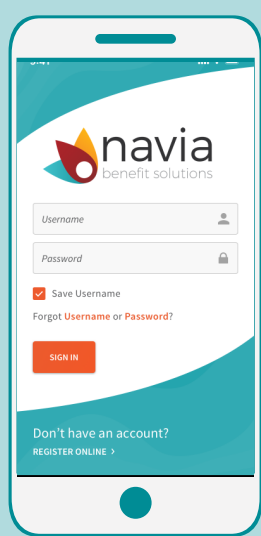 navia
benefit solutions
Username
Password
Save Username
Forgot Username or Password?
SIGN IN
Don't have an account?
REGISTER ONLINE >